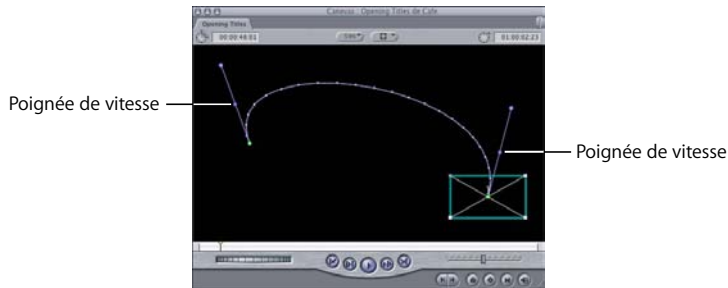 Canevas : Opening Titles de Cafe
Opening Titles
00:00:48:01
01:00:02:23
Poignée de vitesse
Poignée de vitesse